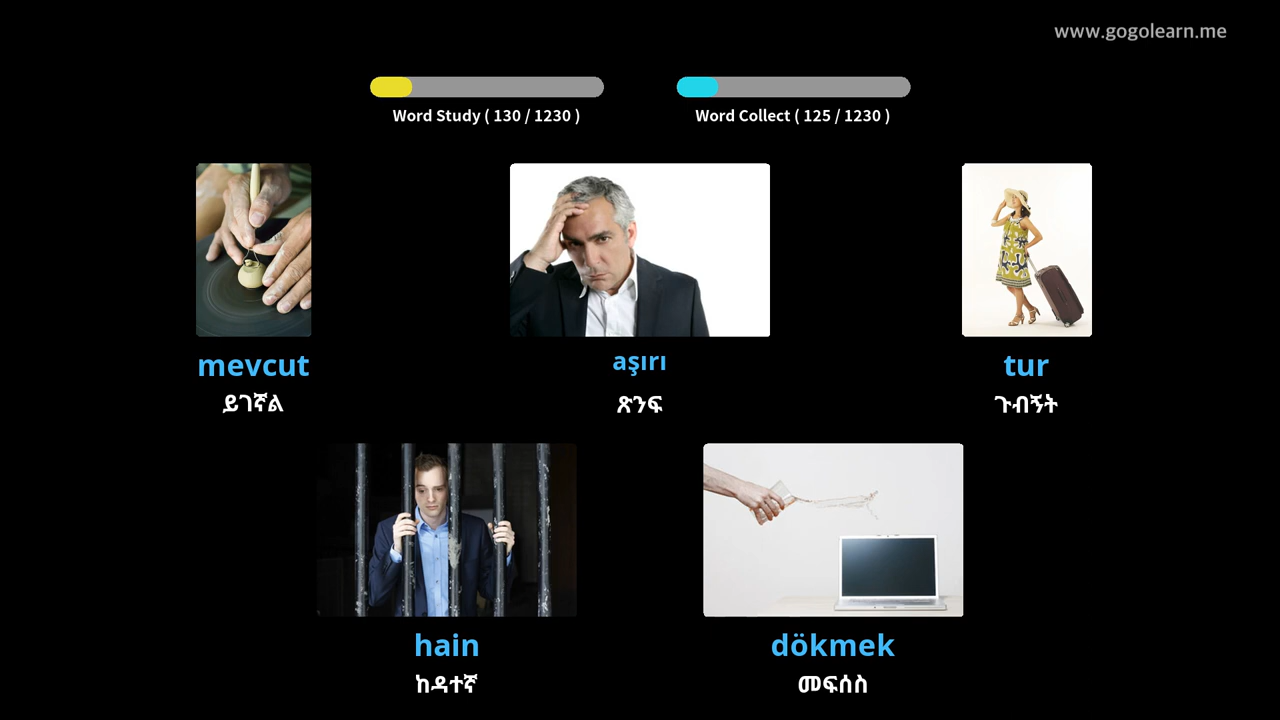 www.gogolearn.me
Word Study ( 130 / 1230 )
Word Collect ( 125 / 1230 )
mevcut
ይገኛል
aşırı
ጽንፍ
tur
ጉብኝት
hain
ከዳተኛ
dökmek
መፍሰስ